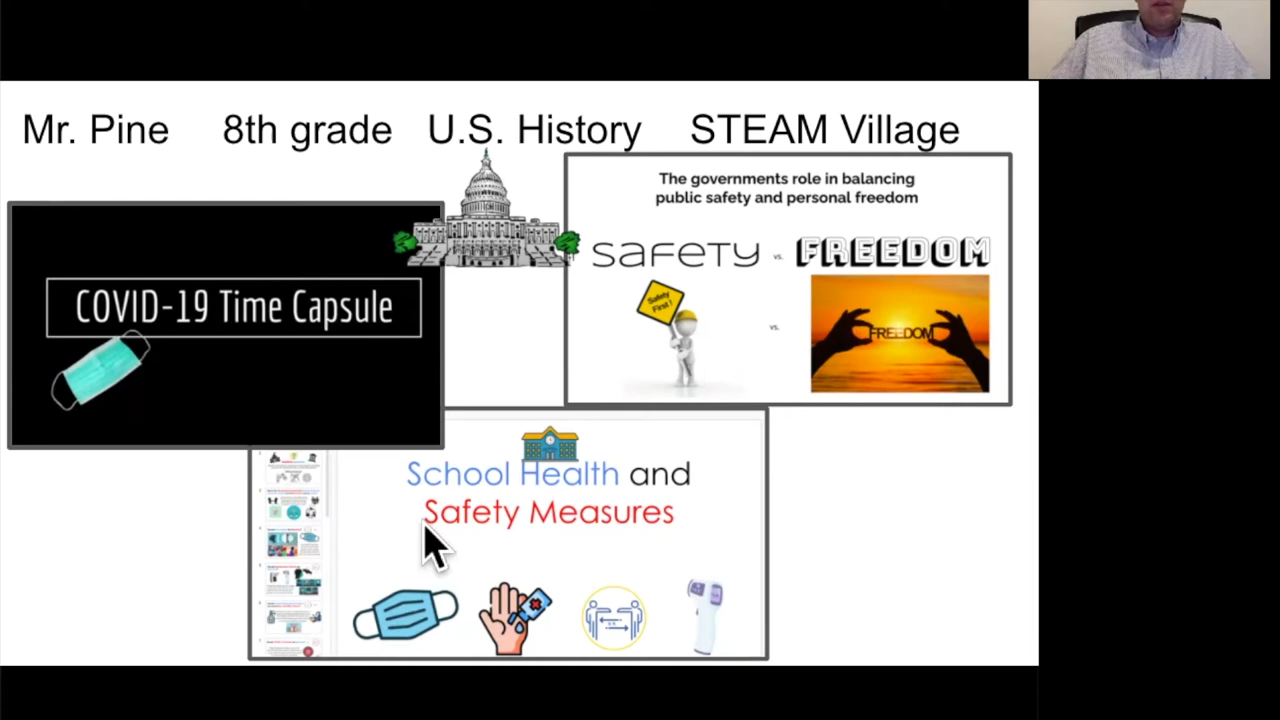 Mr. Pine 8th grade U.S. History STEAM Village
The governments role in balancing
public safety and personal freedom
SAFETY vs. FREEDOM
Safety
First!
vs.
FREEDOM
COVID-19 Time Capsule
School Health and
Safety Measures